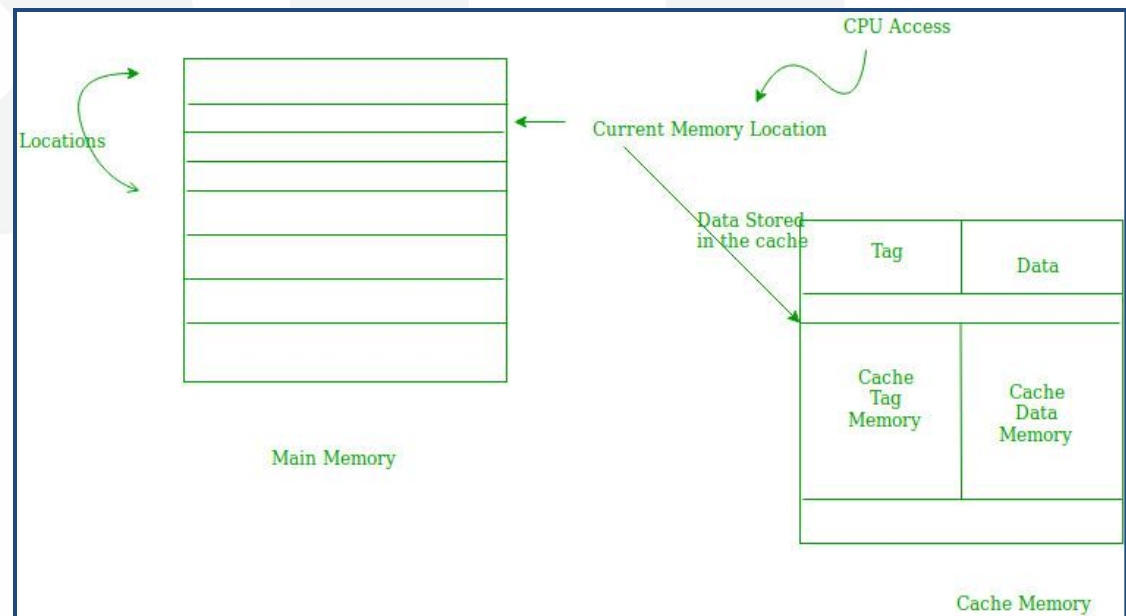 CPU Access
Locations
Current Memory Location
Data Stored
in the cache
Tag
Data
Cache
Tag
Memory
Cache
Data
Memory
Main Memory
Cache Memory